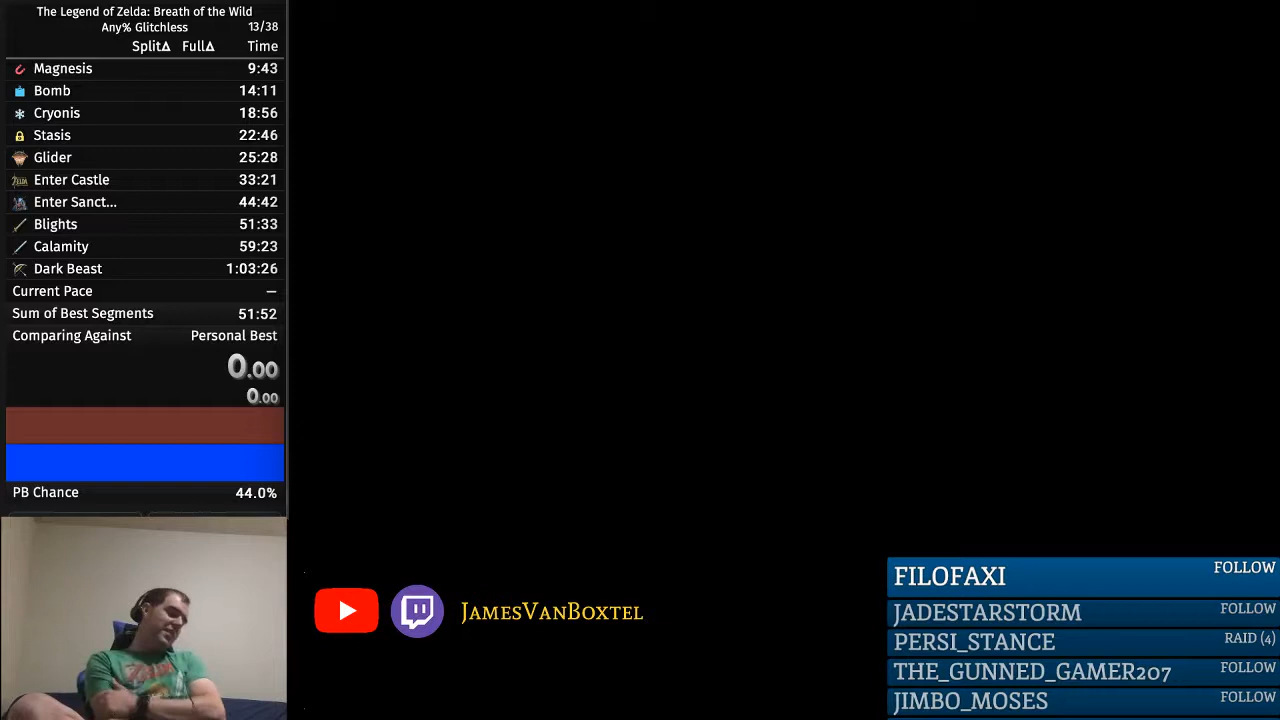 The Legend of Zelda: Breath of the Wild
Any% Glitchless 13/38
SplitΔ FullΔ Time
Magnesis 9:43
Bomb 14:11
Cryonis 18:56
Stasis 22:46
Glider 25:28
Enter Castle 33:21
Enter Sanct... 44:42
Blights 51:33
Calamity 59:23
Dark Beast 1:03:26
Current Pace —
Sum of Best Segments 51:52
Comparing Against Personal Best
0.00
0.00
PB Chance 44.0%
JamesVanBoxtel
FILOFAXI FOLLOW
JADESTARSTORM FOLLOW
PERSI_STANCE RAID (4)
THE_GUNNED_GAMER207 FOLLOW
JIMBO_MOSES FOLLOW